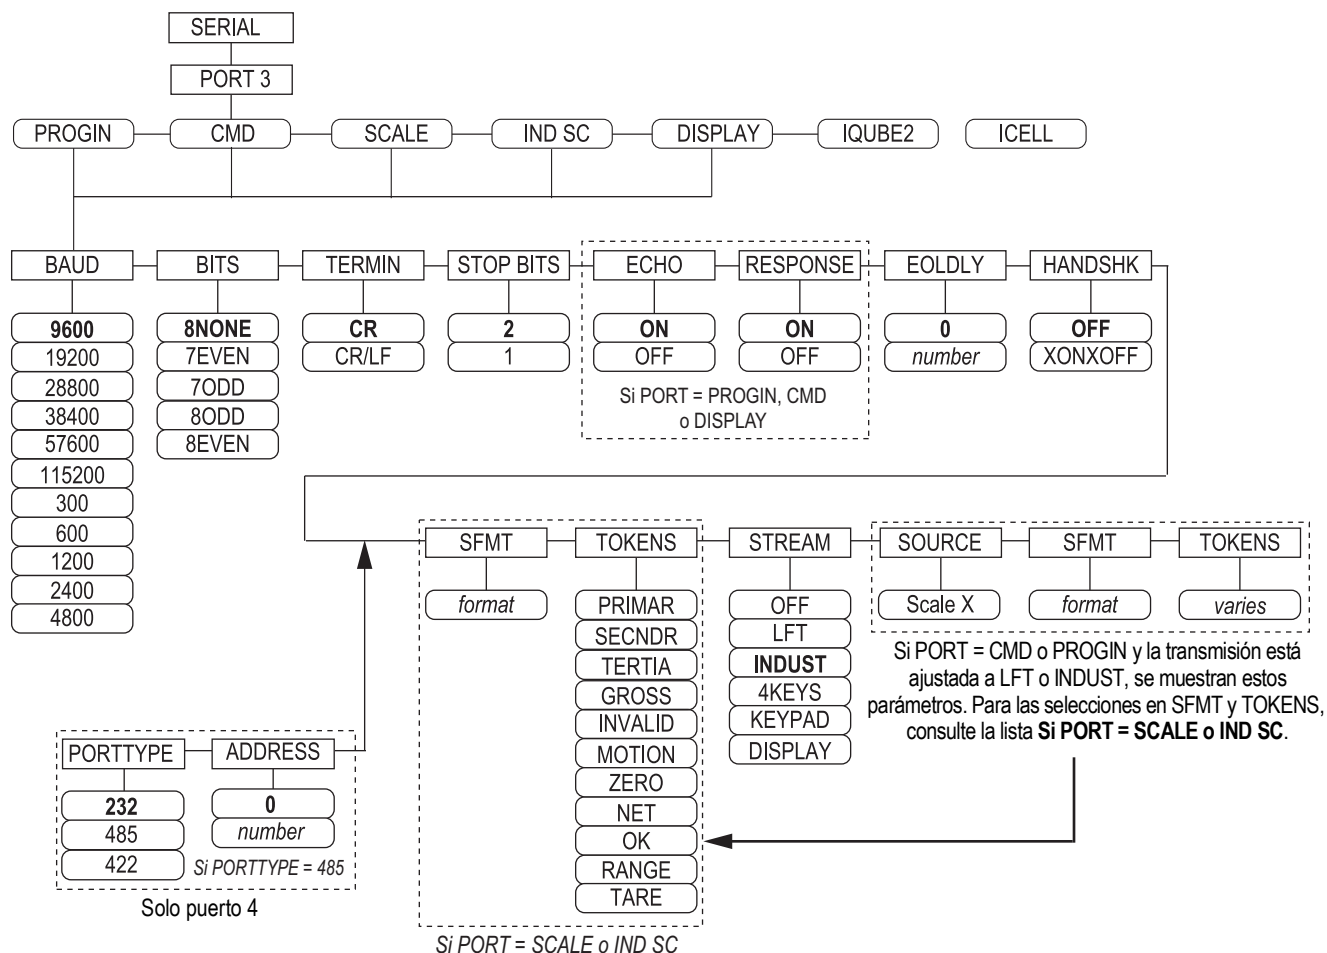 SERIAL
PORT 3
PROGIN CMD SCALE IND SC DISPLAY IQUBE2 ICELL
BAUD BITS TERMIN STOP BITS ECHO RESPONSE EOLDLY HANDSHK
9600 8NONE CR 2 ON ON 0 OFF
19200 7EVEN CR/LF 1 OFF OFF number XONXOFF
28800 7ODD
38400 8ODD
57600 8EVEN
115200
300
600
1200
2400
4800
Si PORT = PROGIN, CMD
o DISPLAY
SFMT TOKENS STREAM SOURCE SFMT TOKENS
format PRIMAR OFF Scale X format varies
SECNDR LFT
TERTIA INDUST
GROSS 4KEYS
INVALID KEYPAD
MOTION DISPLAY
ZERO
NET
OK
RANGE
TARE
Si PORT = CMD o PROGIN y la transmisión está
ajustada a LFT o INDUST, se muestran estos
parámetros. Para las selecciones en SFMT y TOKENS,
consulte la lista Si PORT = SCALE o IND SC.
PORTTYPE ADDRESS
232 0
485 number
422 Si PORTTYPE = 485
Solo puerto 4
Si PORT = SCALE o IND SC